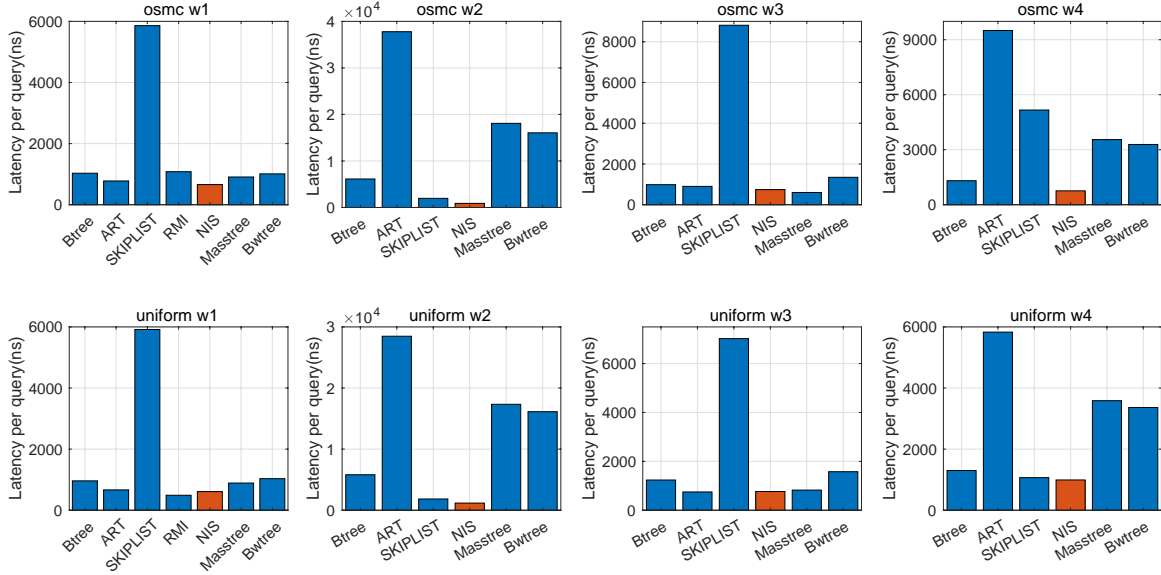 osmc w1
Latency per query(ns)
6000
4000
2000
0
Btree
ART
SKIPLIST
RMI
NIS
Masstree
Bwtree
osmc w2
×10^4
Latency per query(ns)
4
3
2
1
0
Btree
ART
SKIPLIST
NIS
Masstree
Bwtree
osmc w3
Latency per query(ns)
8000
6000
4000
2000
0
Btree
ART
SKIPLIST
NIS
Masstree
Bwtree
osmc w4
Latency per query(ns)
9000
6000
3000
0
Btree
ART
SKIPLIST
NIS
Masstree
Bwtree
uniform w1
Latency per query(ns)
6000
4000
2000
0
Btree
ART
SKIPLIST
RMI
NIS
Masstree
Bwtree
uniform w2
×10^4
Latency per query(ns)
3
2
1
0
Btree
ART
SKIPLIST
NIS
Masstree
Bwtree
uniform w3
Latency per query(ns)
6000
4000
2000
0
Btree
ART
SKIPLIST
NIS
Masstree
Bwtree
uniform w4
Latency per query(ns)
6000
4000
2000
0
Btree
ART
SKIPLIST
NIS
Masstree
Bwtree